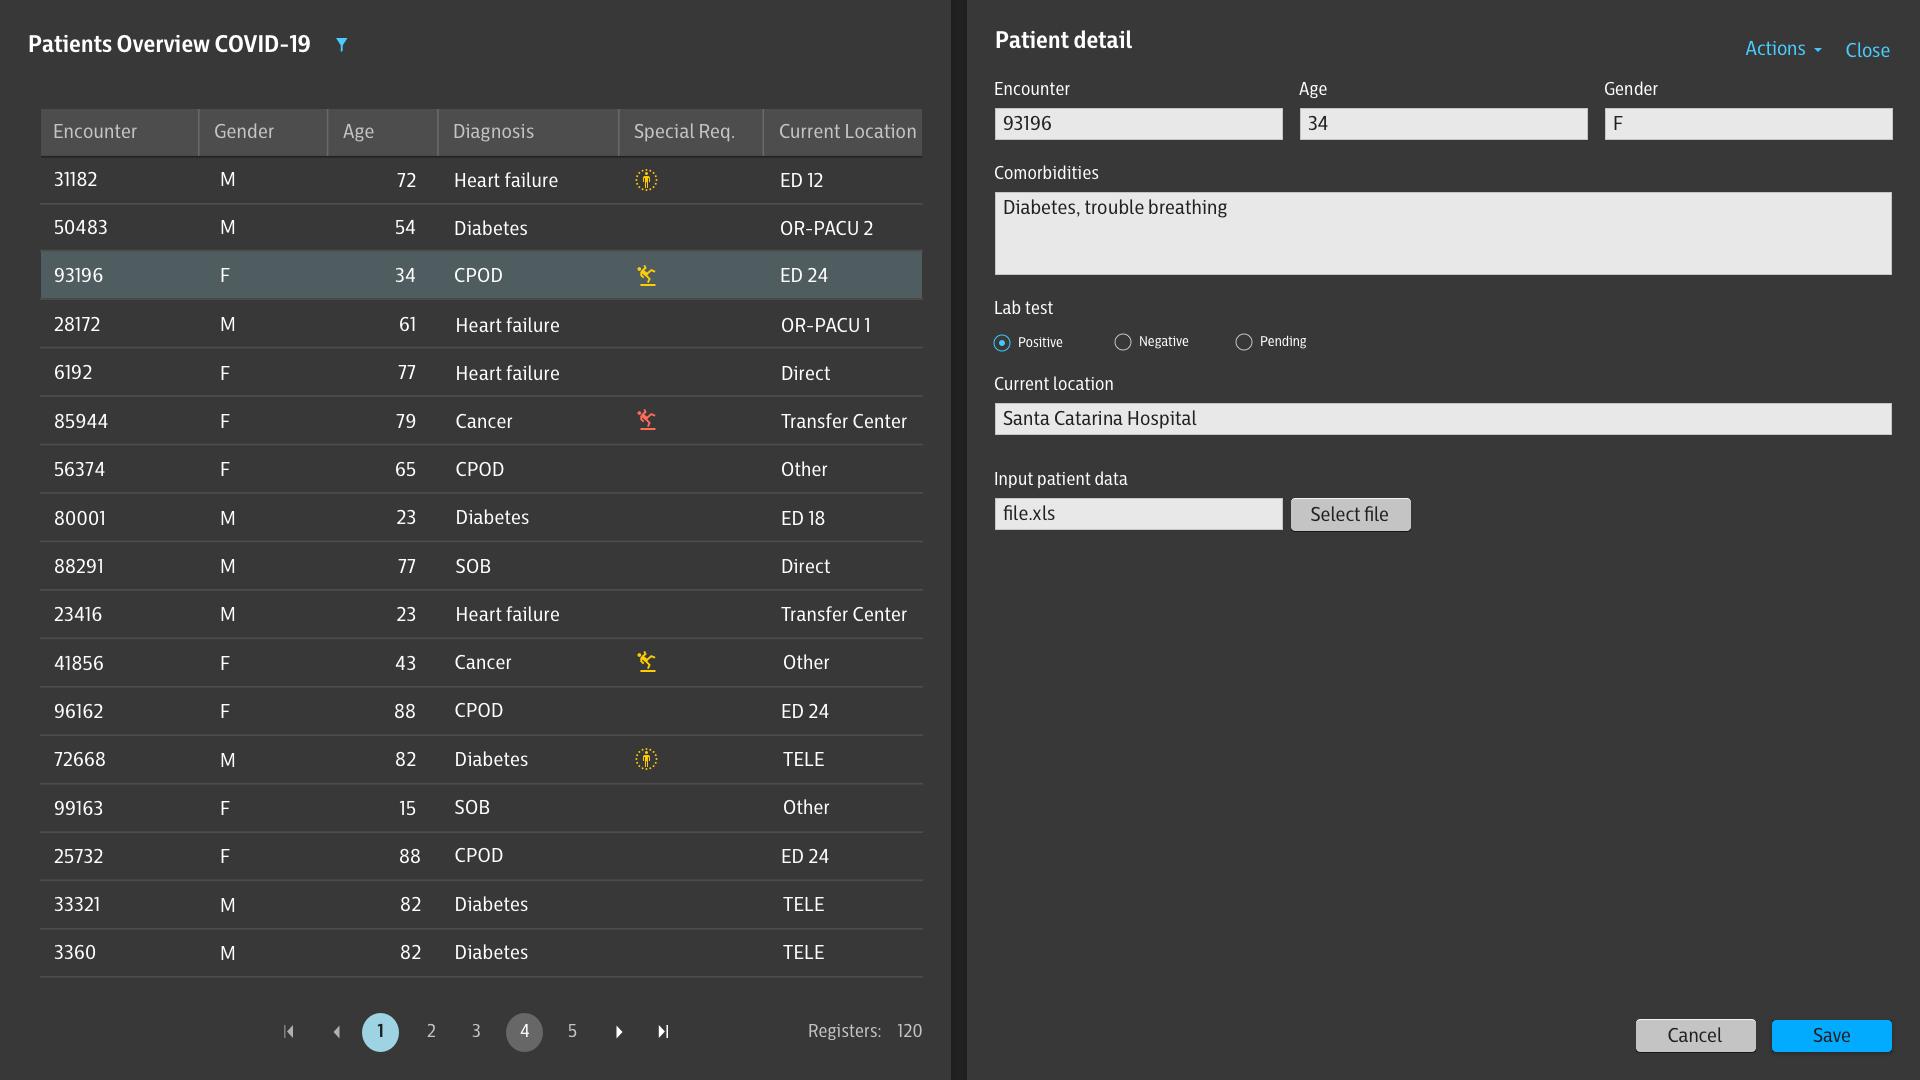 Patients Overview COVID-19
Encounter Gender Age Diagnosis Special Req. Current Location
31182 M 72 Heart failure ED 12
50483 M 54 Diabetes OR-PACU 2
93196 F 34 CPOD ED 24
28172 M 61 Heart failure OR-PACU 1
6192 F 77 Heart failure Direct
85944 F 79 Cancer Transfer Center
56374 F 65 CPOD Other
80001 M 23 Diabetes ED 18
88291 M 77 SOB Direct
23416 M 23 Heart failure Transfer Center
41856 F 43 Cancer Other
96162 F 88 CPOD ED 24
72668 M 82 Diabetes TELE
99163 F 15 SOB Other
25732 F 88 CPOD ED 24
33321 M 82 Diabetes TELE
3360 M 82 Diabetes TELE
1 2 3 4 5 Registers: 120
Patient detail
Actions Close
Encounter Age Gender
93196 34 F
Comorbidities
Diabetes, trouble breathing
Lab test
Positive Negative Pending
Current location
Santa Catarina Hospital
Input patient data
file.xls Select file
Cancel Save